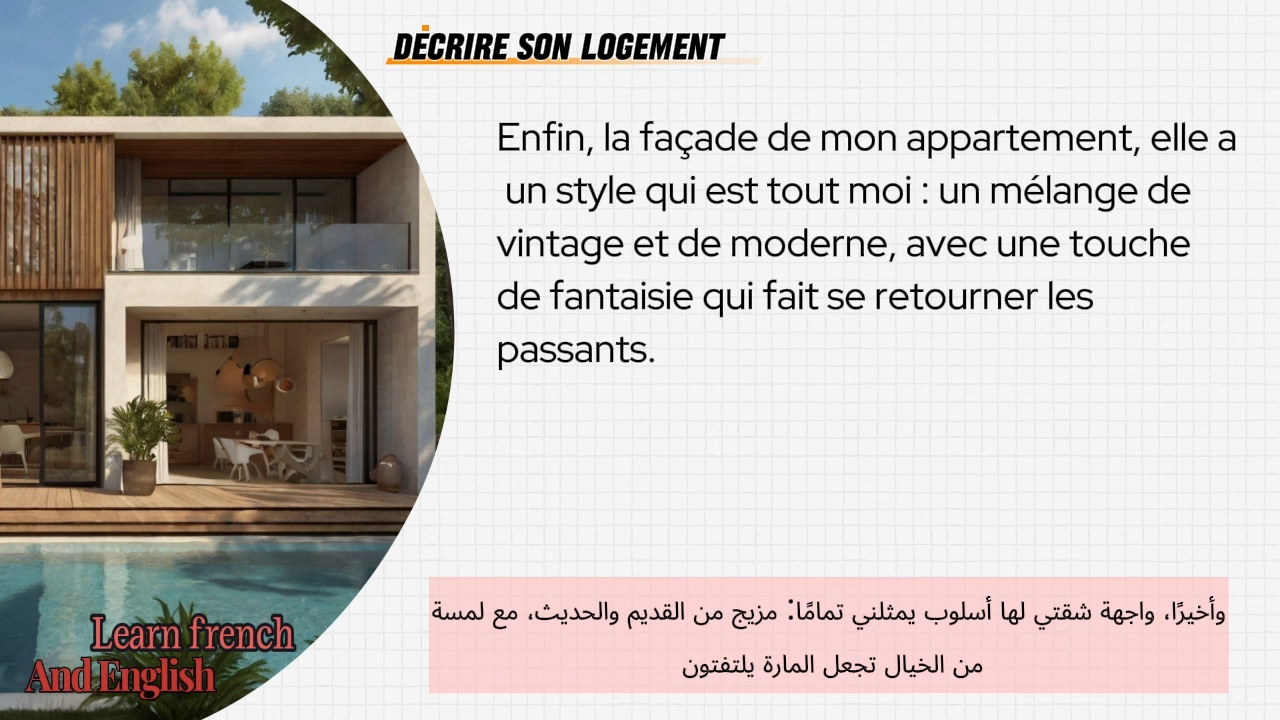 DÉCRIRE SON LOGEMENT
Enfin, la façade de mon appartement, elle a
un style qui est tout moi : un mélange de
vintage et de moderne, avec une touche
de fantaisie qui fait se retourner les
passants.
وأخيرًا، واجهة شقتي لها أسلوب يمثلني تمامًا: مزيج من القديم والحديث، مع لمسة
من الخيال تجعل المارة يلتفتون
Learn french
And English